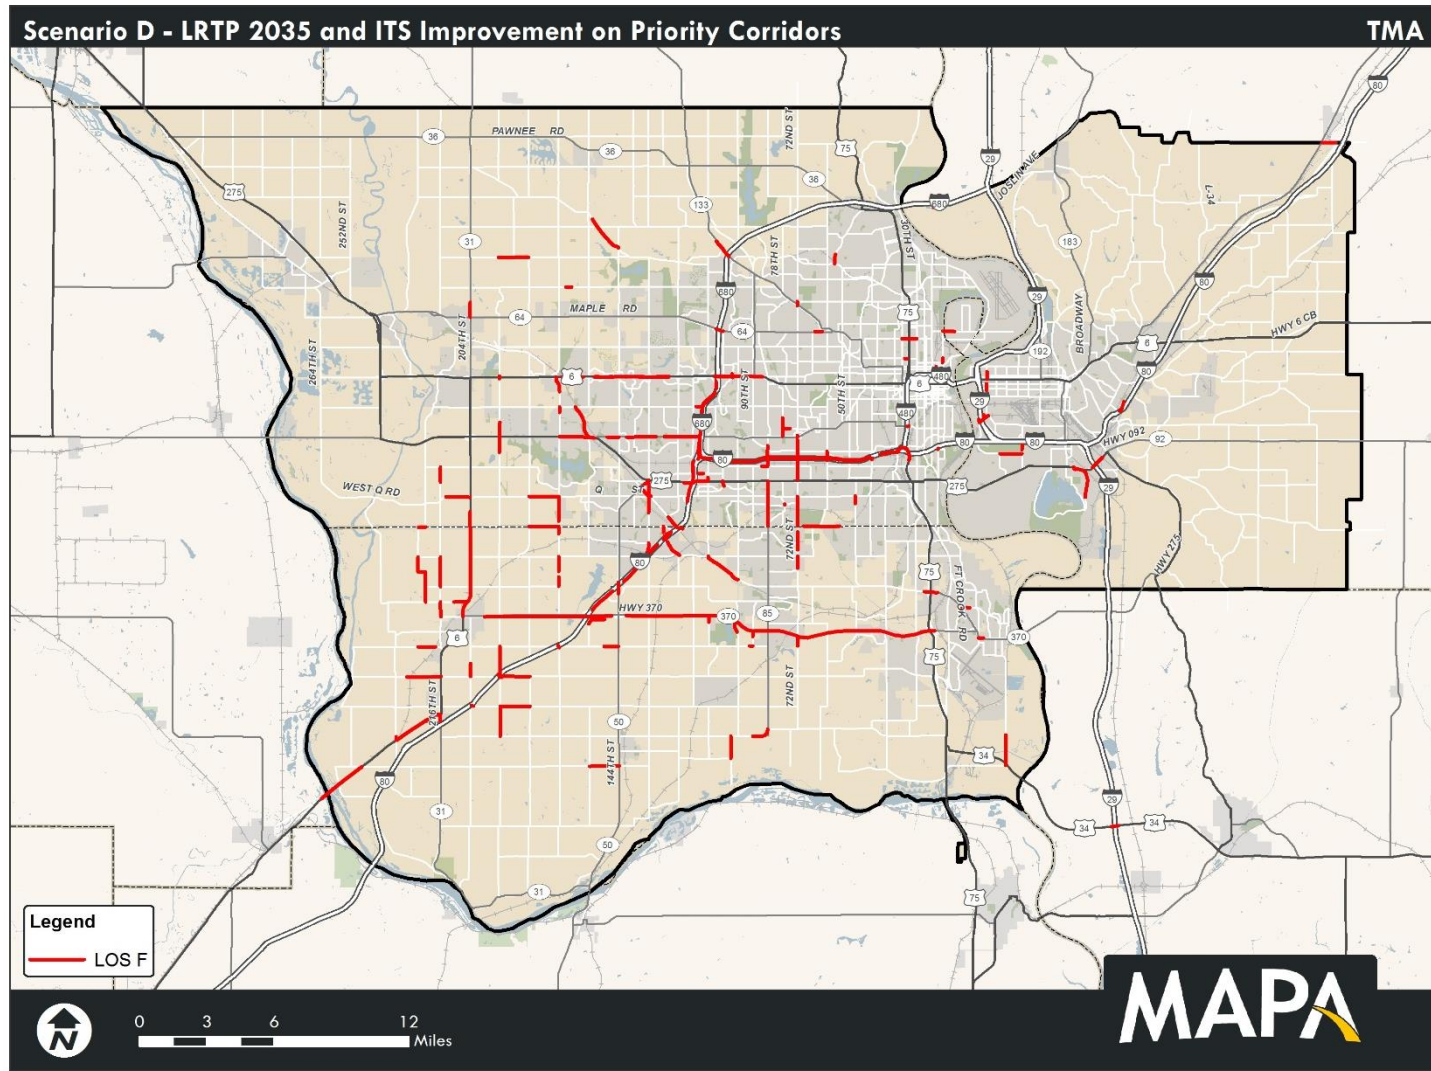 Scenario D - LRTP 2035 and ITS Improvement on Priority Corridors
TMA
80
PAWNEE RD
72ND ST
36
36
75
29
JOSLIN AVE
36
275
L-34
133
680
252ND ST
30TH ST
31
183
78TH ST
80
680
29
MAPLE RD
75
BROADWAY
64
64
HWY 6 CB
204TH ST
6
192
264TH ST
80
6
480
6
90TH ST
50TH ST
29
680
480
HWY 092
80
80
92
80
WEST Q RD
Q ST
275
275
29
72ND ST
HWY 275
80
75
FT CROOK RD
HWY 370
370
85
6
370
75
216TH ST
72ND ST
50
144TH ST
34
80
29
31
34
34
50
31
75
Legend
LOS F
MAPA
N
0 3 6 12
Miles